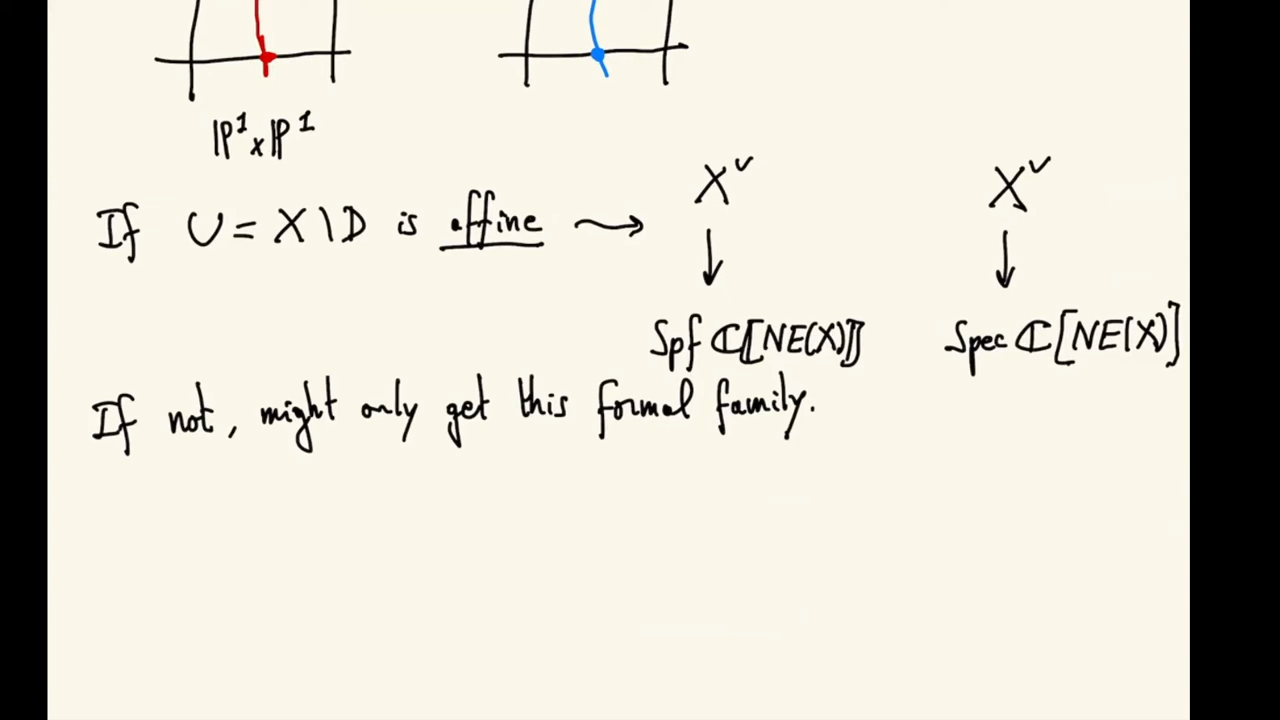 ℙ¹ × ℙ¹
X^∨ X^∨
If U = X \ D is affine ⇝ ↓ ↓
Spf ℂ⟦NE(X)⟧ Spec ℂ[NE(X)]
If not, might only get this formal family.